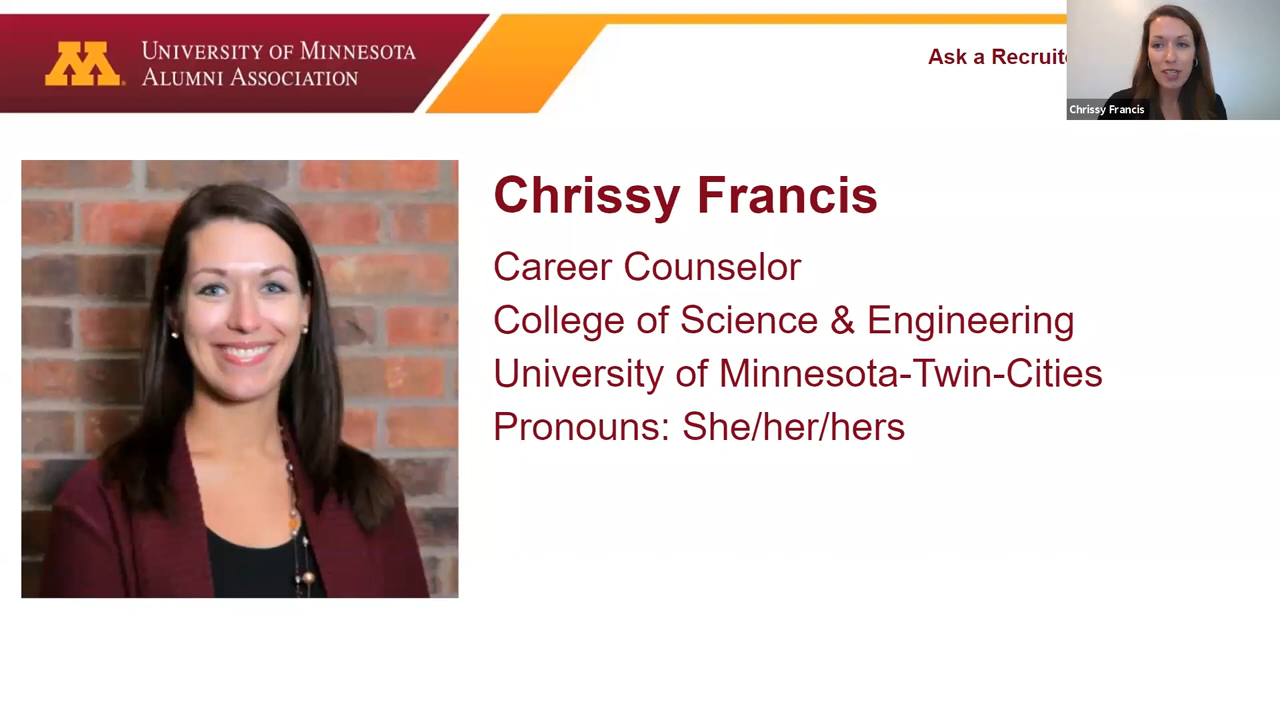 University of Minnesota
Alumni Association
Ask a Recruite
Chrissy Francis
Chrissy Francis
Career Counselor
College of Science & Engineering
University of Minnesota-Twin-Cities
Pronouns: She/her/hers